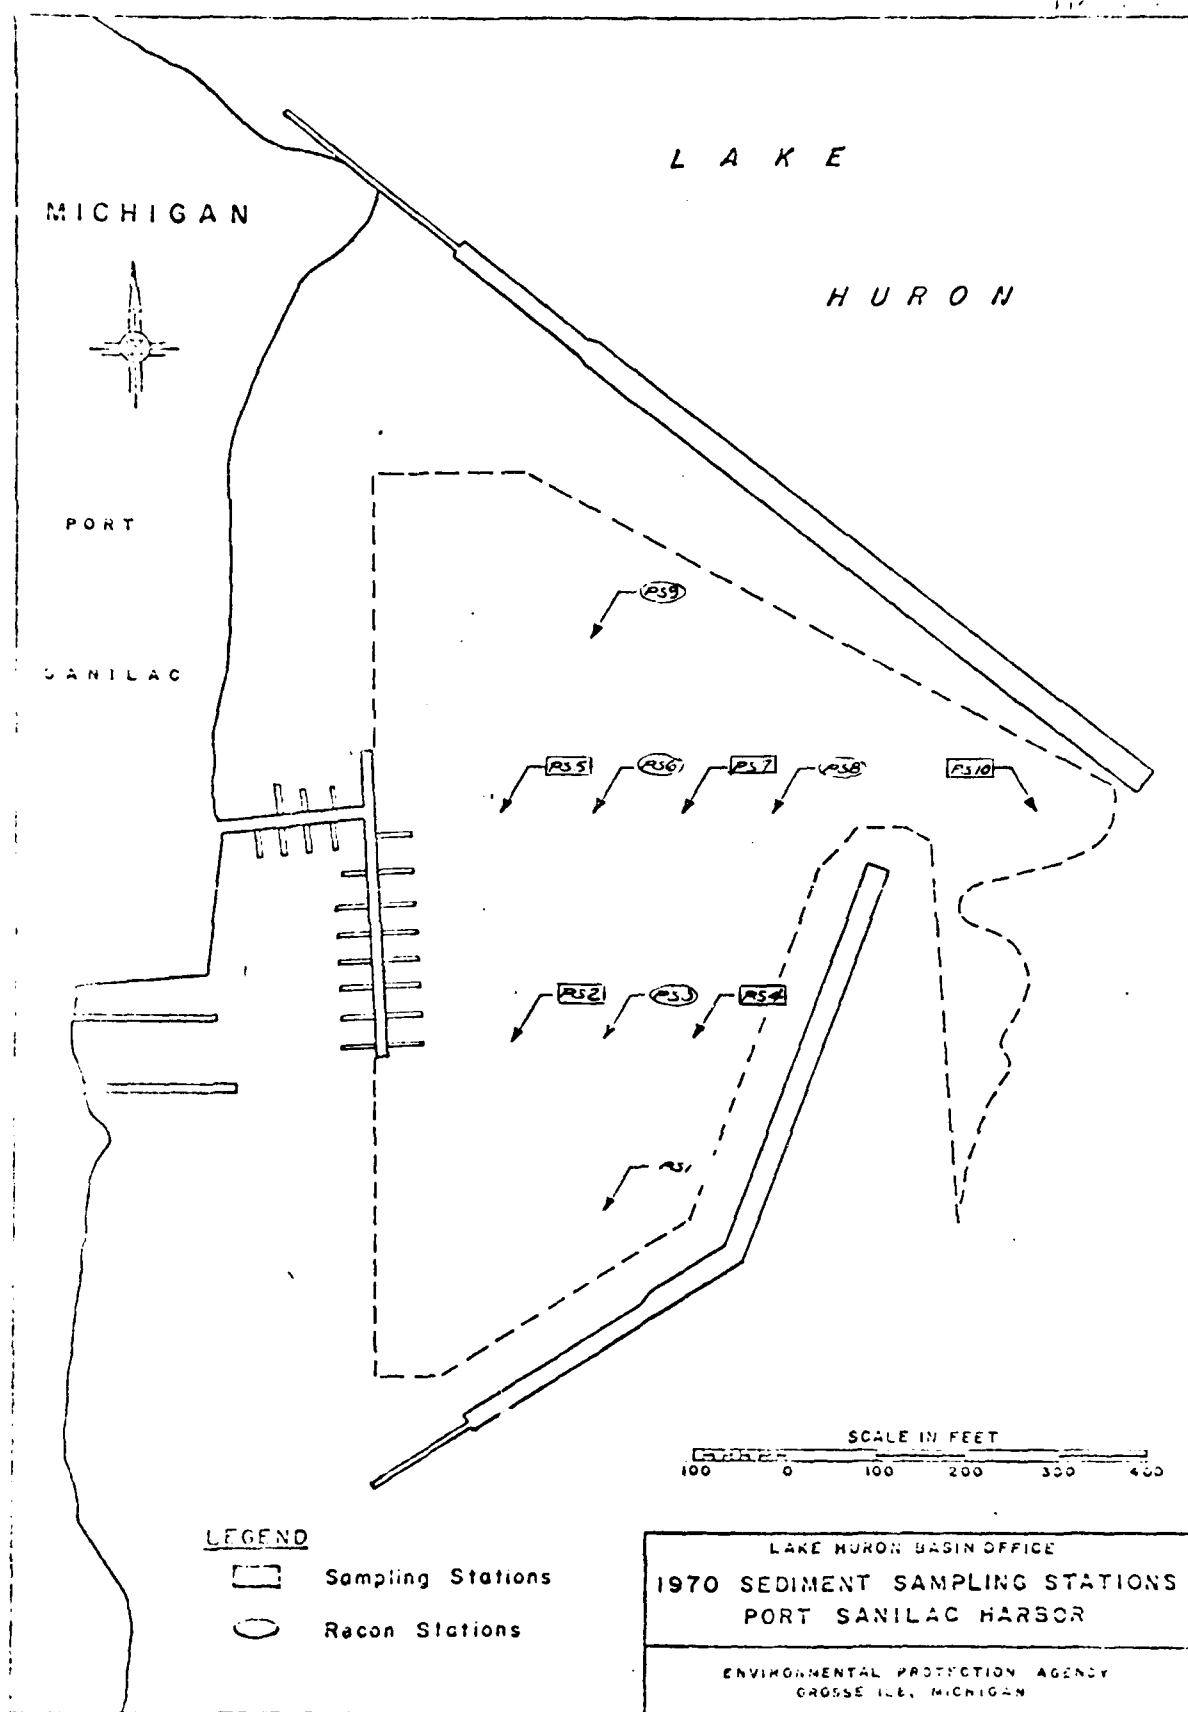 LAKE
HURON
MICHIGAN
PORT
SANILAC
PS9
PS5
PS6
PS7
PS8
PS10
PS2
PS3
PS4
PS1
SCALE IN FEET
100 0 100 200 300 400
LEGEND
Sampling Stations
Recon Stations
LAKE HURON BASIN OFFICE
1970 SEDIMENT SAMPLING STATIONS
PORT SANILAC HARBOR
ENVIRONMENTAL PROTECTION AGENCY
GROSSE ILE, MICHIGAN